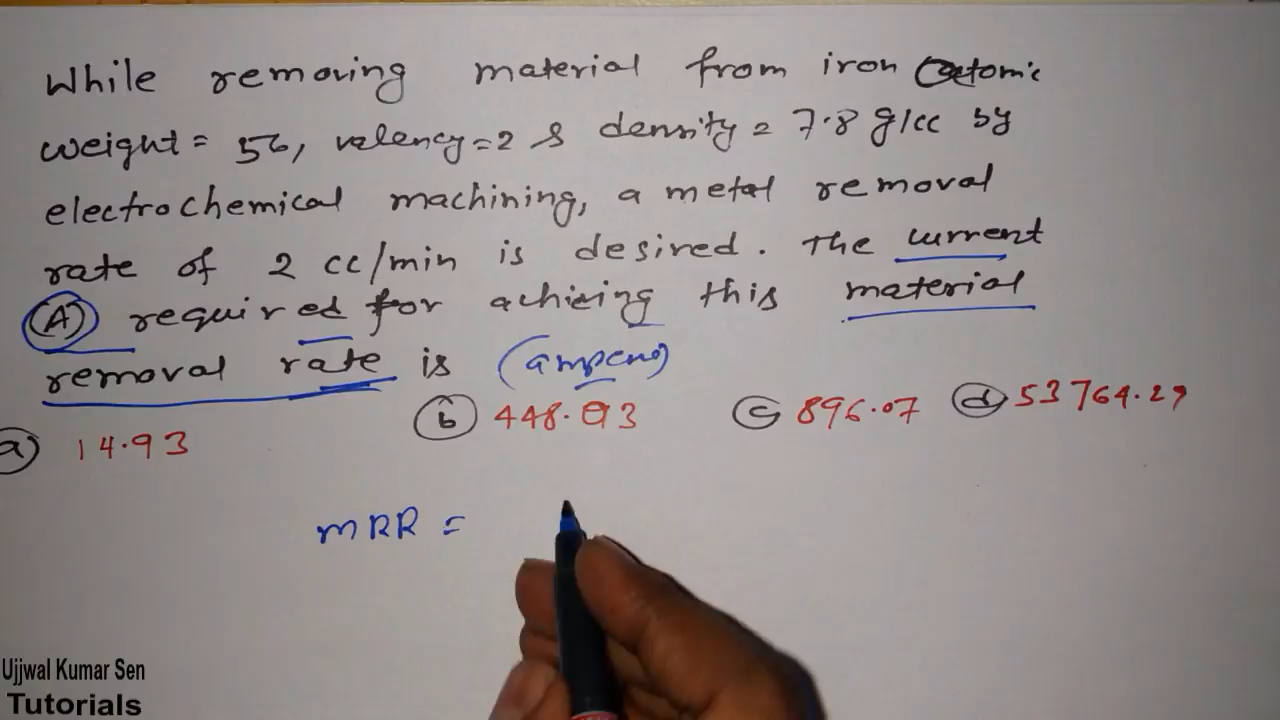 While removing material from iron (atomic
weight = 56, valency = 2 & density = 7.8 g/cc by
electrochemical machining, a metal removal
rate of 2 cc/min is desired. The current
(A) required for achieving this material
removal rate is (ampere)
(a) 14.93 (b) 448.03 (c) 896.07 (d) 53764.29
MRR =
Ujjwal Kumar Sen
Tutorials